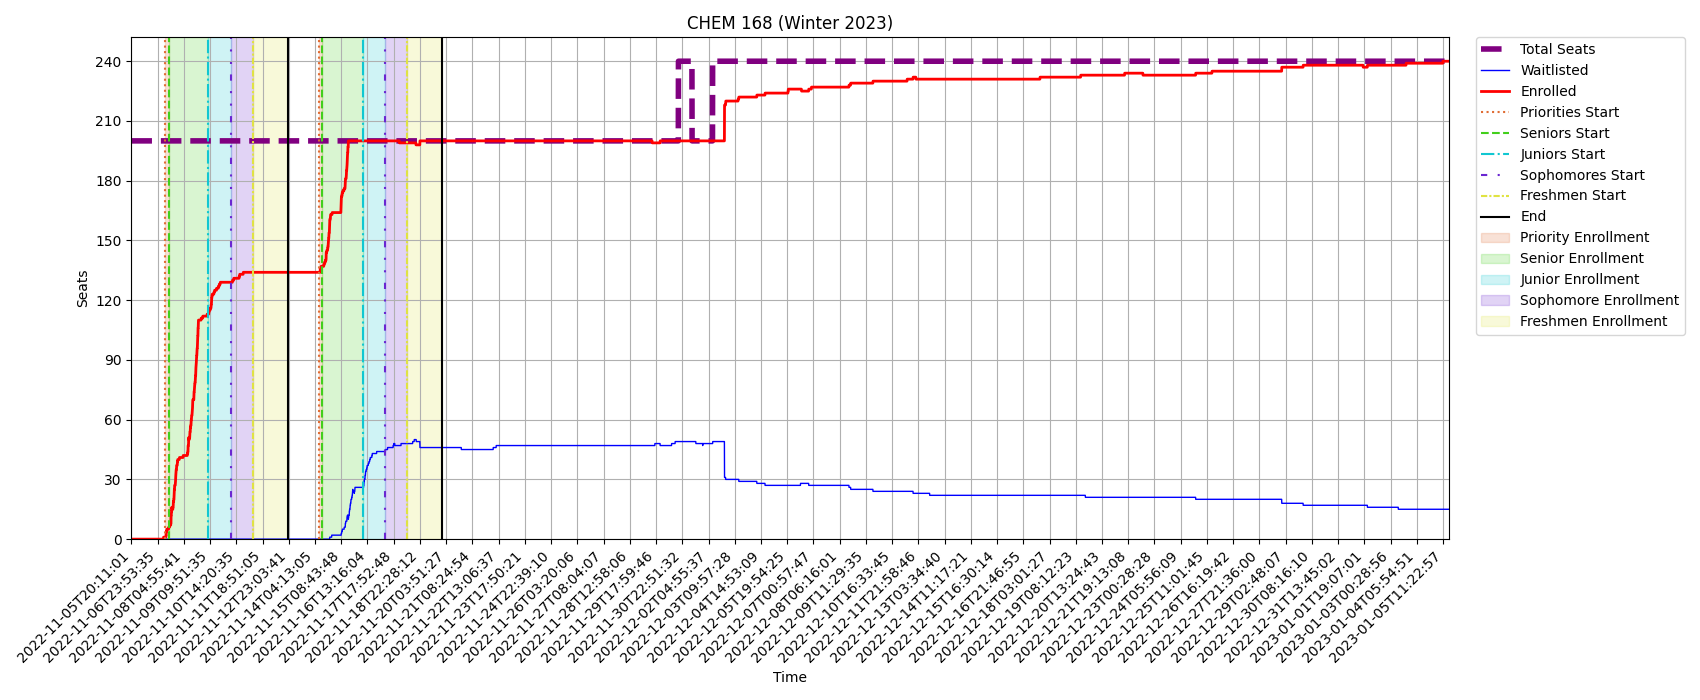 CHEM 168 (Winter 2023)
Seats
240
210
180
150
120
90
60
30
0
2022-11-05T20:11:01
2022-11-06T23:53:35
2022-11-08T04:55:41
2022-11-09T09:51:35
2022-11-10T14:20:35
2022-11-11T18:51:05
2022-11-12T23:03:41
2022-11-14T04:13:05
2022-11-15T08:43:48
2022-11-16T13:16:04
2022-11-17T17:52:48
2022-11-18T22:28:12
2022-11-20T03:51:27
2022-11-21T08:24:54
2022-11-22T13:06:37
2022-11-23T17:50:21
2022-11-24T22:39:10
2022-11-26T03:20:06
2022-11-27T08:04:07
2022-11-28T12:58:06
2022-11-29T17:59:46
2022-11-30T22:51:32
2022-12-02T04:55:37
2022-12-03T09:57:28
2022-12-04T14:53:09
2022-12-05T19:54:25
2022-12-07T00:57:47
2022-12-08T06:16:01
2022-12-09T11:29:35
2022-12-10T16:33:45
2022-12-11T21:58:46
2022-12-13T03:34:40
2022-12-14T11:17:21
2022-12-15T16:30:14
2022-12-16T21:46:55
2022-12-18T03:01:27
2022-12-19T08:12:23
2022-12-20T13:24:43
2022-12-21T19:13:08
2022-12-23T00:28:28
2022-12-24T05:56:09
2022-12-25T11:01:45
2022-12-26T16:19:42
2022-12-27T21:36:00
2022-12-29T02:48:07
2022-12-30T08:16:10
2022-12-31T13:45:02
2023-01-01T19:07:01
2023-01-03T00:28:56
2023-01-04T05:54:51
2023-01-05T11:22:57
Time
Total Seats
Waitlisted
Enrolled
Priorities Start
Seniors Start
Juniors Start
Sophomores Start
Freshmen Start
End
Priority Enrollment
Senior Enrollment
Junior Enrollment
Sophomore Enrollment
Freshmen Enrollment